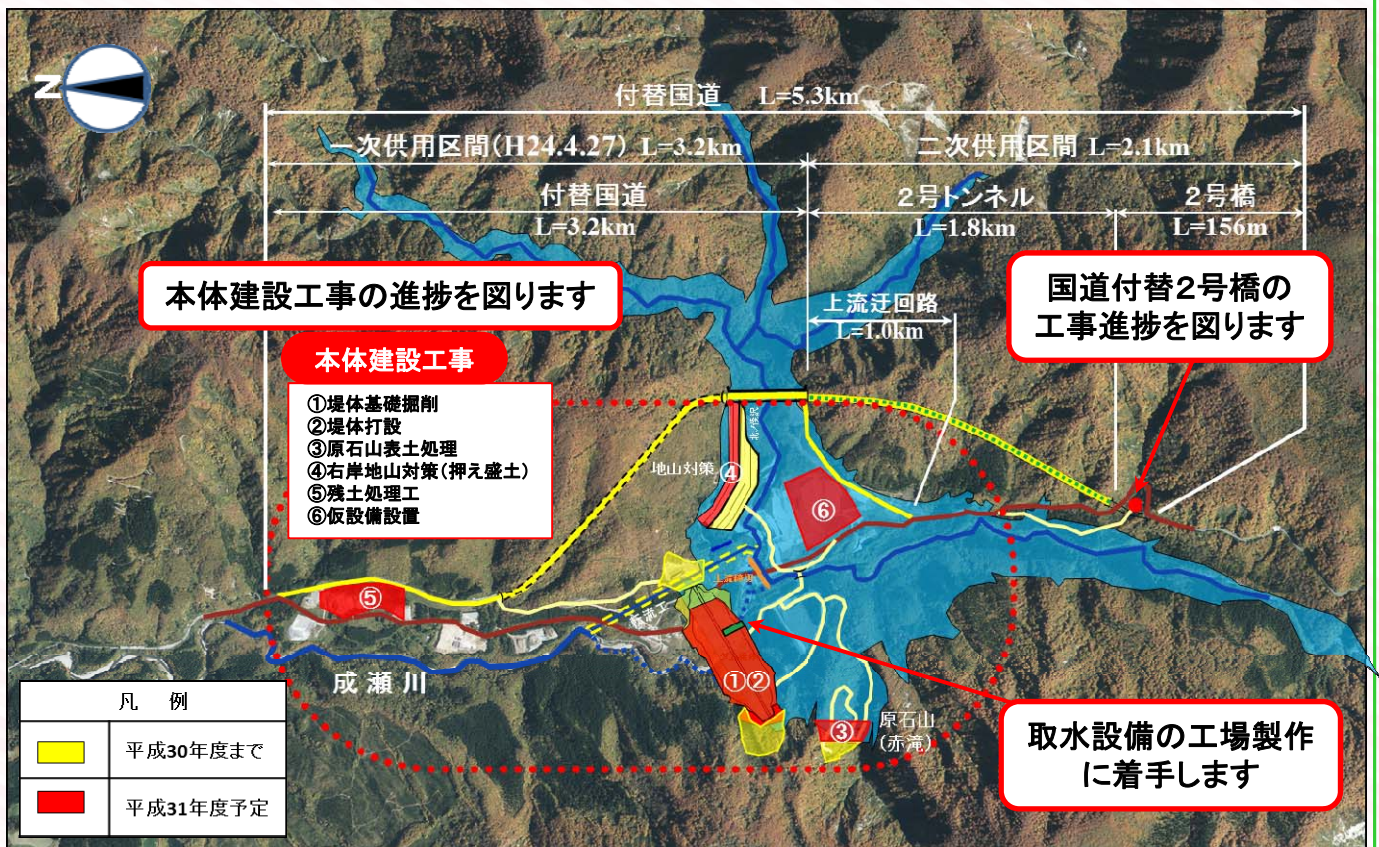 N
付替国道 L=5.3km
一次供用区間(H24.4.27) L=3.2km
二次供用区間 L=2.1km
付替国道
L=3.2km
2号トンネル
L=1.8km
2号橋
L=156m
本体建設工事の進捗を図ります
上流迂回路
L=1.0km
国道付替2号橋の
工事進捗を図ります
本体建設工事
①堤体基礎掘削
②堤体打設
③原石山表土処理
④右岸地山対策(押え盛土)
⑤残土処理工
⑥仮設備設置
地山対策
④
⑥
⑤
①②
③
成瀬川
原石山
(赤滝)
取水設備の工場製作
に着手します
凡 例
平成30年度まで
平成31年度予定